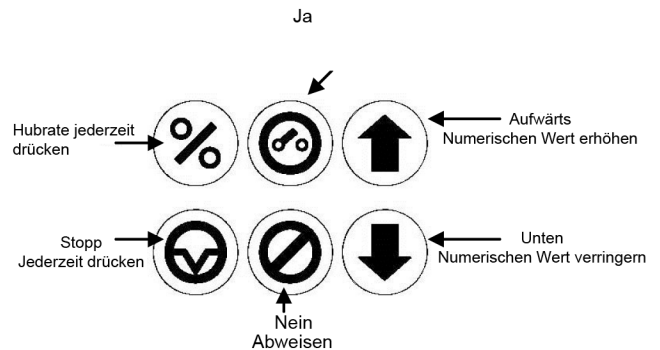 Ja
Hubrate jederzeit
drücken
%
Aufwärts
Numerischen Wert erhöhen
Stopp
Jederzeit drücken
Unten
Numerischen Wert verringern
Nein
Abweisen